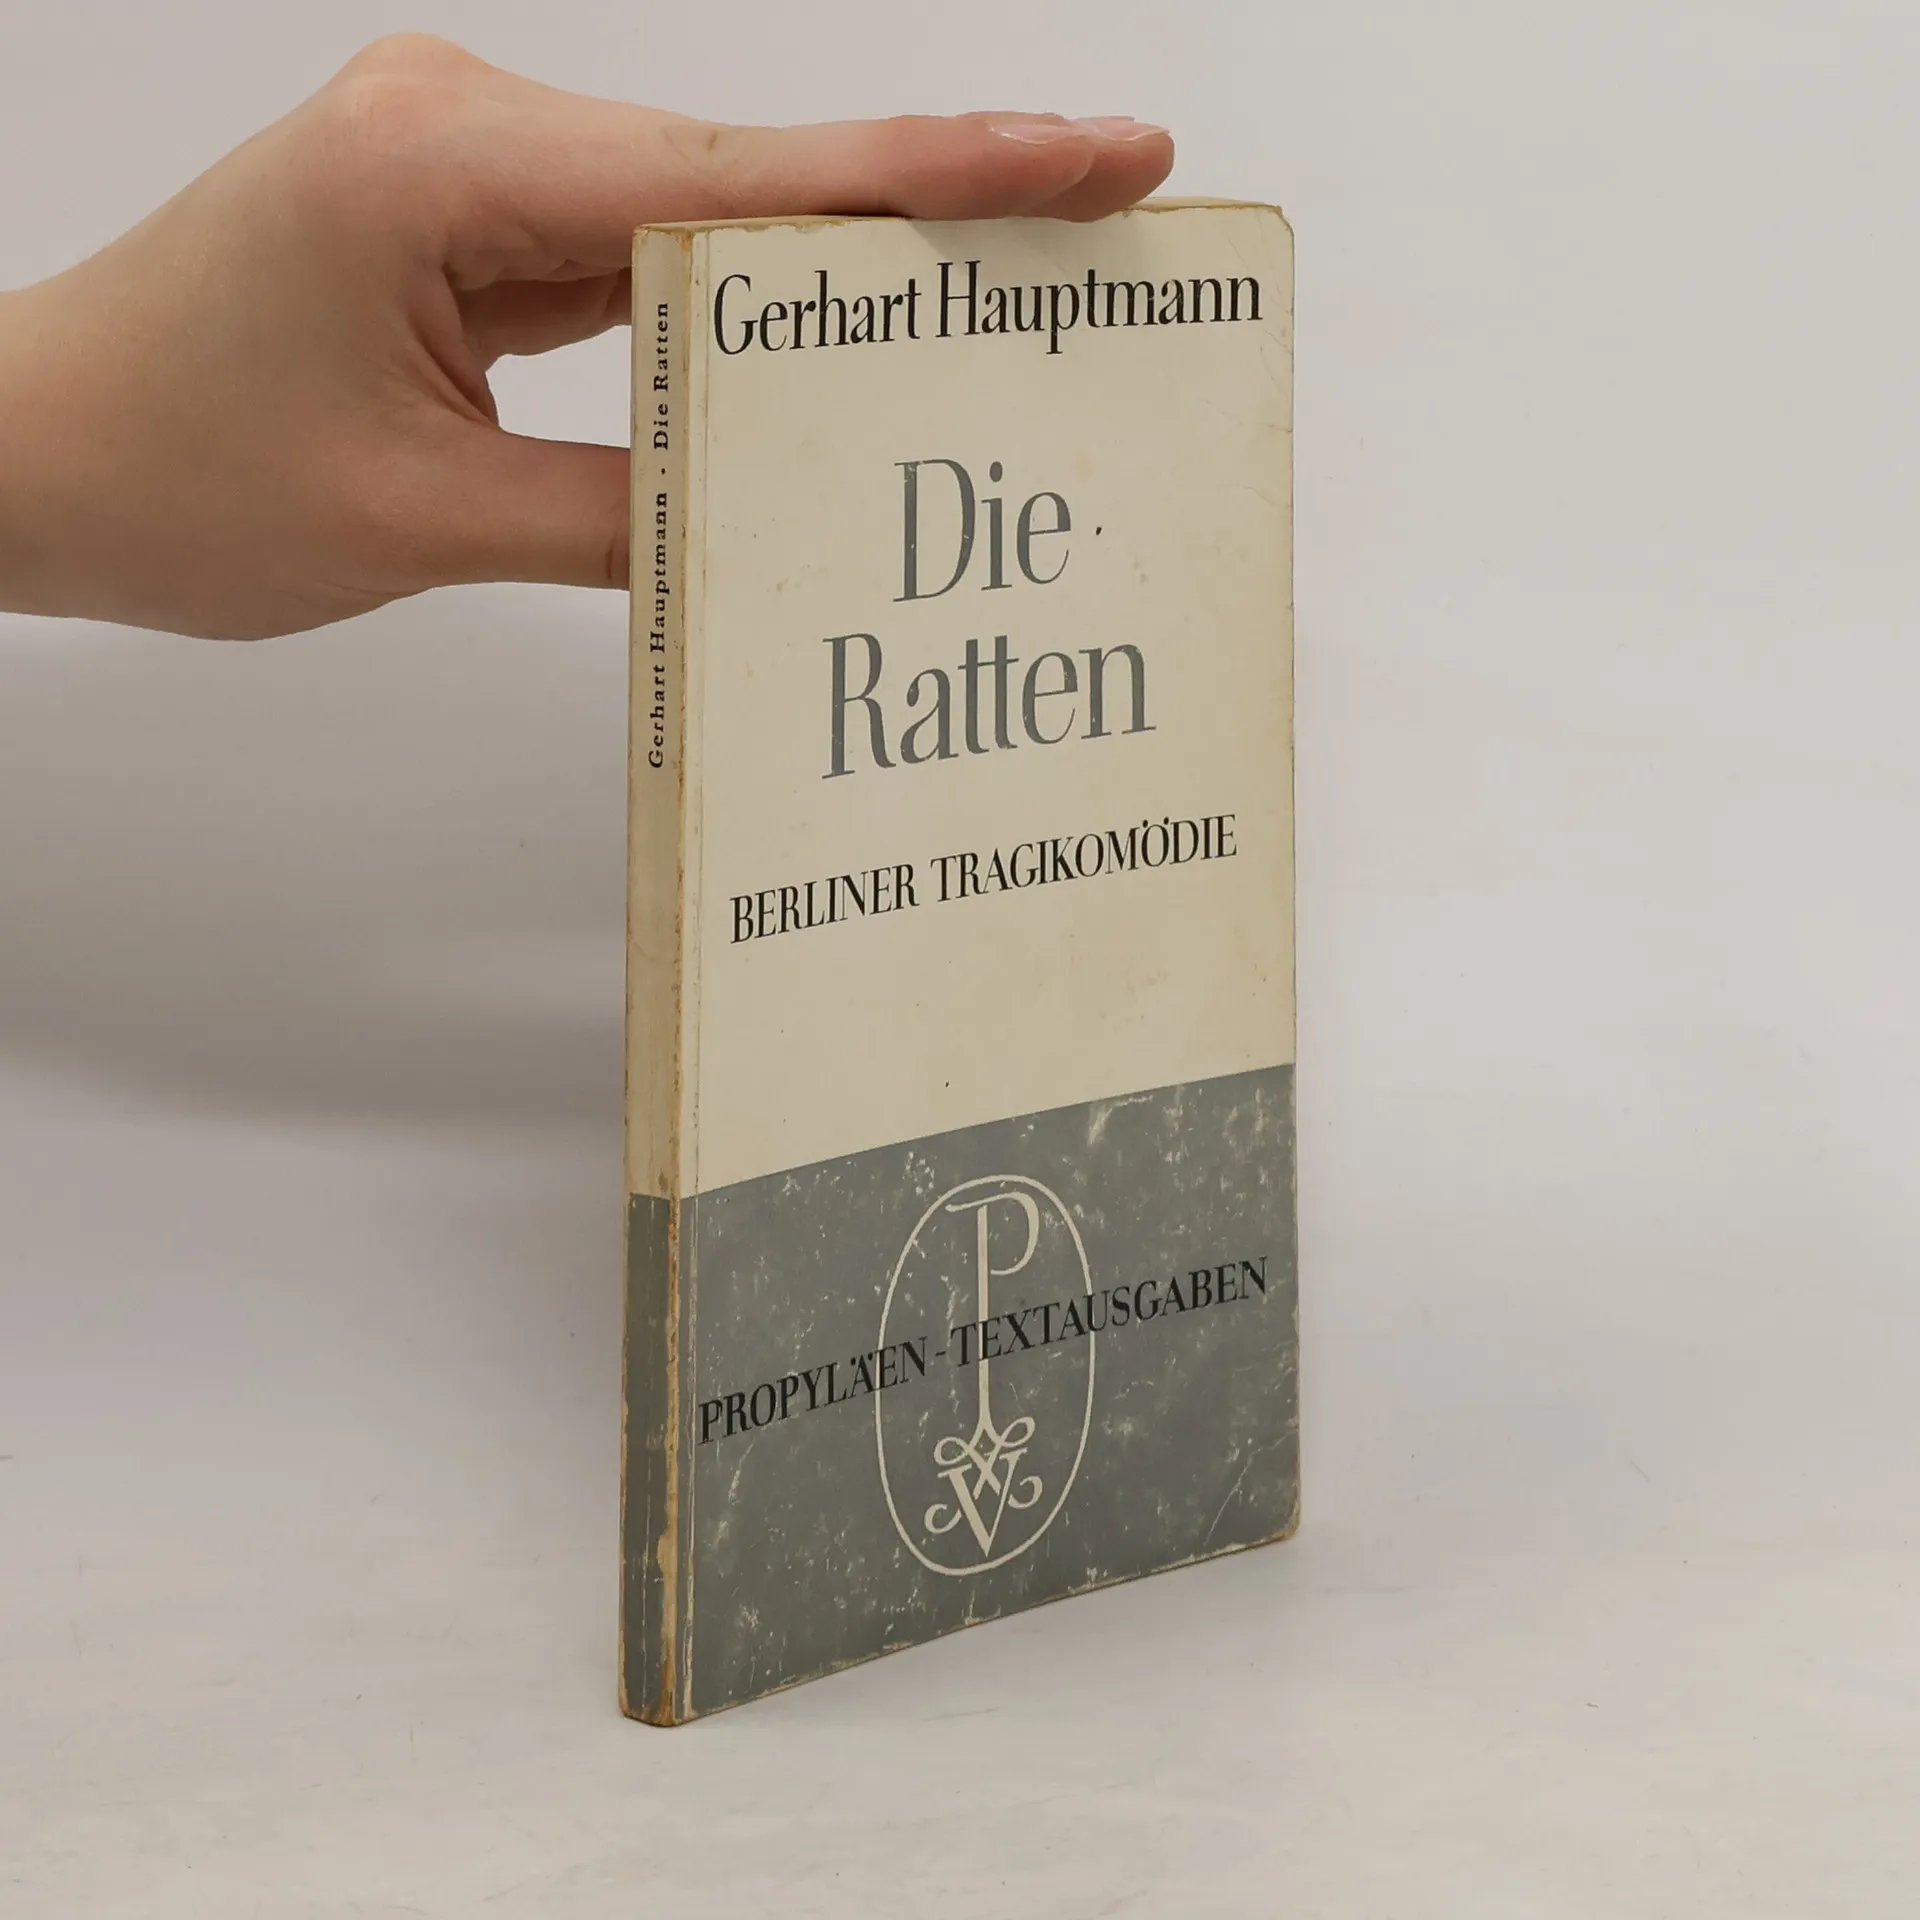 Gerhart Hauptmann · Die Ratten
Gerhart Hauptmann
Die
Ratten
BERLINER TRAGIKOMÖDIE
P
PROPYLÄEN-TEXTAUSGABEN
V